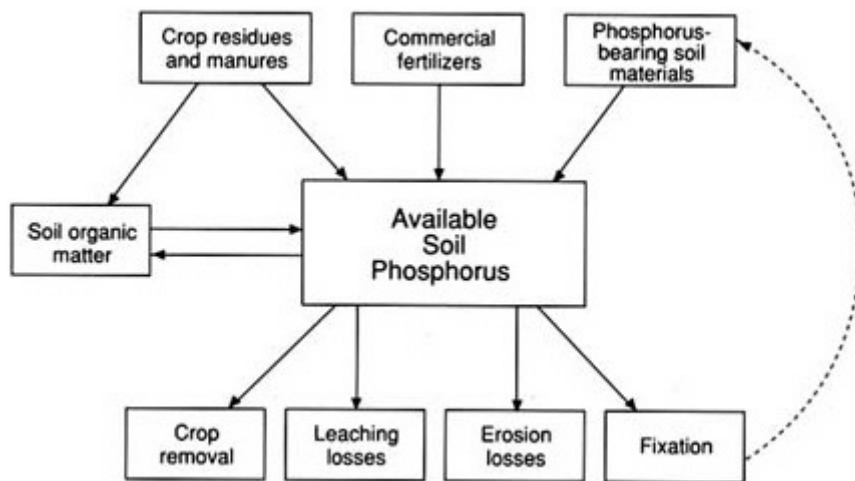 Crop residues
and manures
Commercial
fertilizers
Phosphorus-
bearing soil
materials
Soil organic
matter
Available
Soil
Phosphorus
Crop
removal
Leaching
losses
Erosion
losses
Fixation